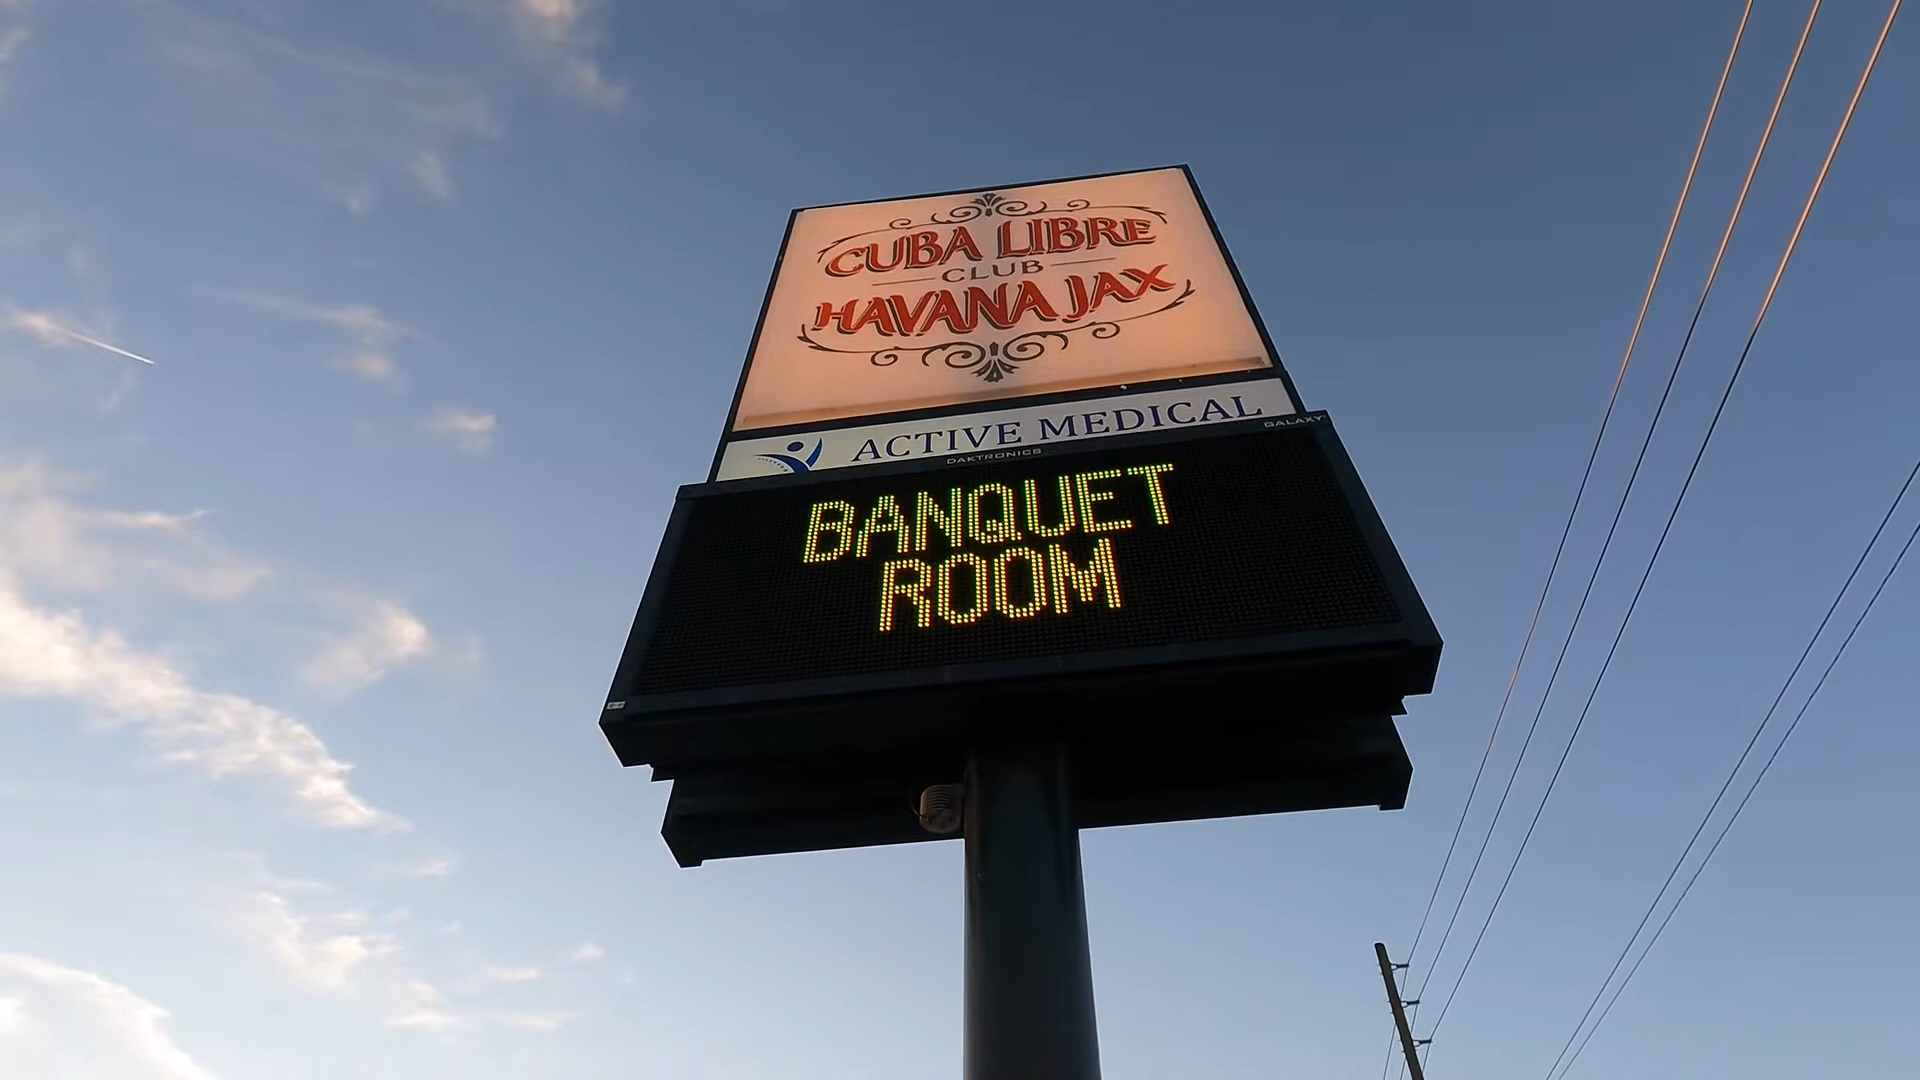 CUBA LIBRE
CLUB
HAVANA JAX
ACTIVE MEDICAL
GALAXY
DAKTRONICS
BANQUET
ROOM